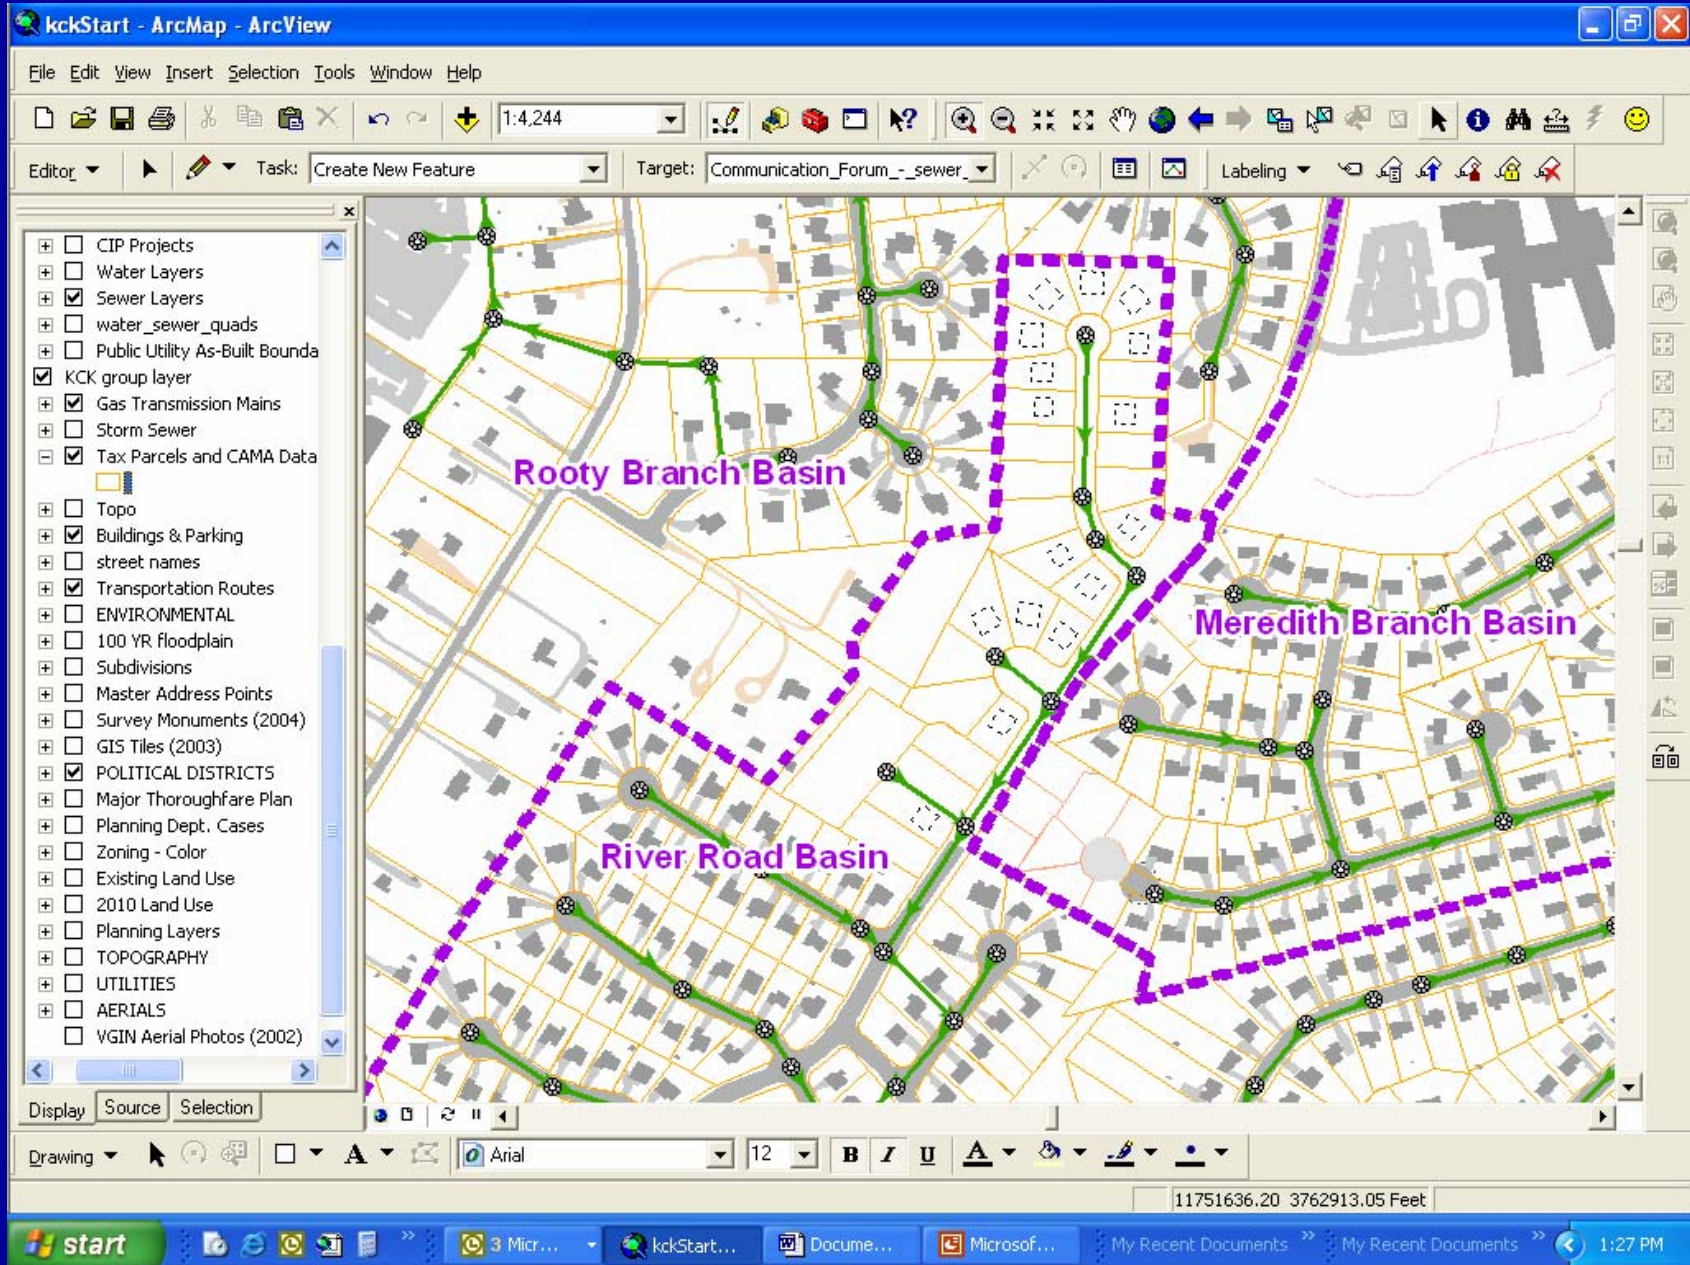 kckStart - ArcMap - ArcView
File Edit View Insert Selection Tools Window Help
1:4,244
Editor Task: Create New Feature Target: Communication_Forum_-_sewer_ Labeling
CIP Projects
Water Layers
Sewer Layers
water_sewer_quads
Public Utility As-Built Bounda
KCK group layer
Gas Transmission Mains
Storm Sewer
Tax Parcels and CAMA Data
Topo
Buildings & Parking
street names
Transportation Routes
ENVIRONMENTAL
100 YR floodplain
Subdivisions
Master Address Points
Survey Monuments (2004)
GIS Tiles (2003)
POLITICAL DISTRICTS
Major Thoroughfare Plan
Planning Dept. Cases
Zoning - Color
Existing Land Use
2010 Land Use
Planning Layers
TOPOGRAPHY
UTILITIES
AERIALS
VGIN Aerial Photos (2002)
Display Source Selection
Rooty Branch Basin
Meredith Branch Basin
River Road Basin
1:1
Drawing A Arial 12 B I U A
11751636.20 3762913.05 Feet
start 3 Micr... kckStart... Docume... Microsof... My Recent Documents My Recent Documents 1:27 PM